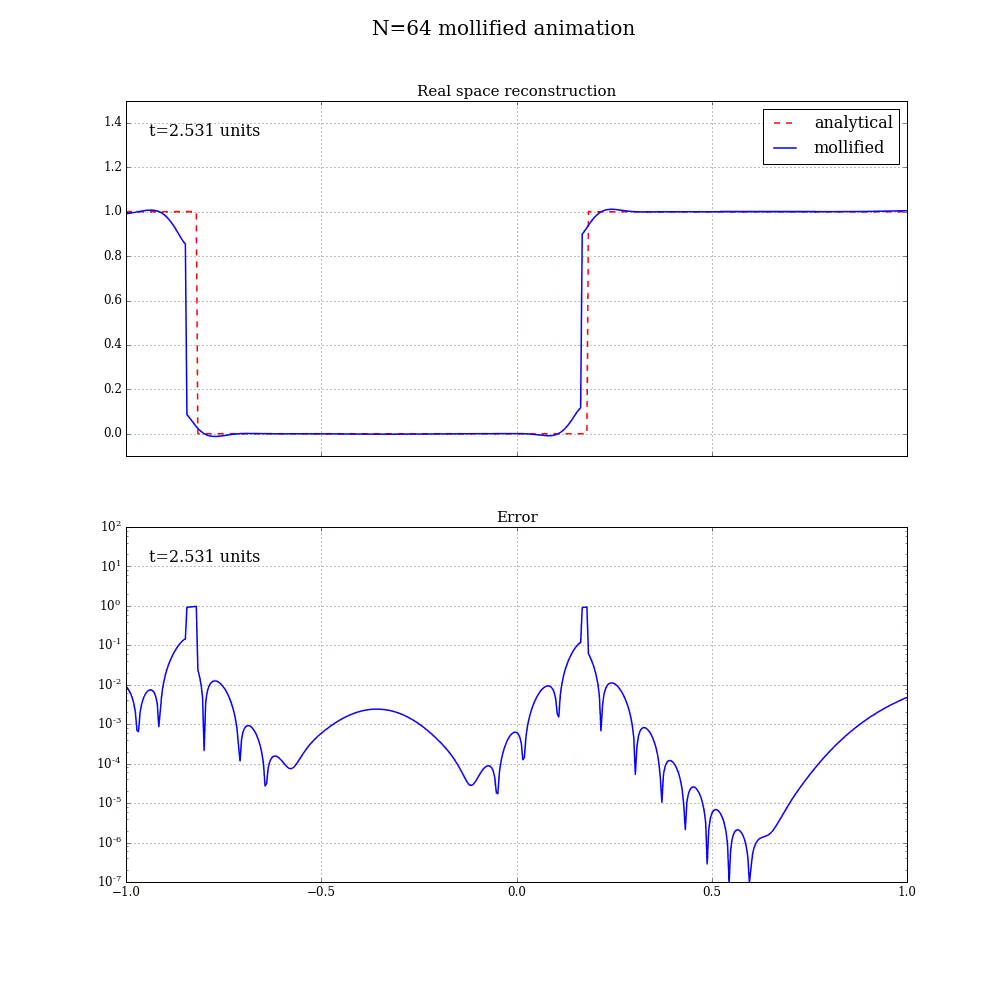 N=64 mollified animation
Real space reconstruction
t=2.531 units
analytical
mollified
1.4
1.2
1.0
0.8
0.6
0.4
0.2
0.0
Error
t=2.531 units
10²
10¹
10⁰
10⁻¹
10⁻²
10⁻³
10⁻⁴
10⁻⁵
10⁻⁶
10⁻⁷
−1.0 −0.5 0.0 0.5 1.0